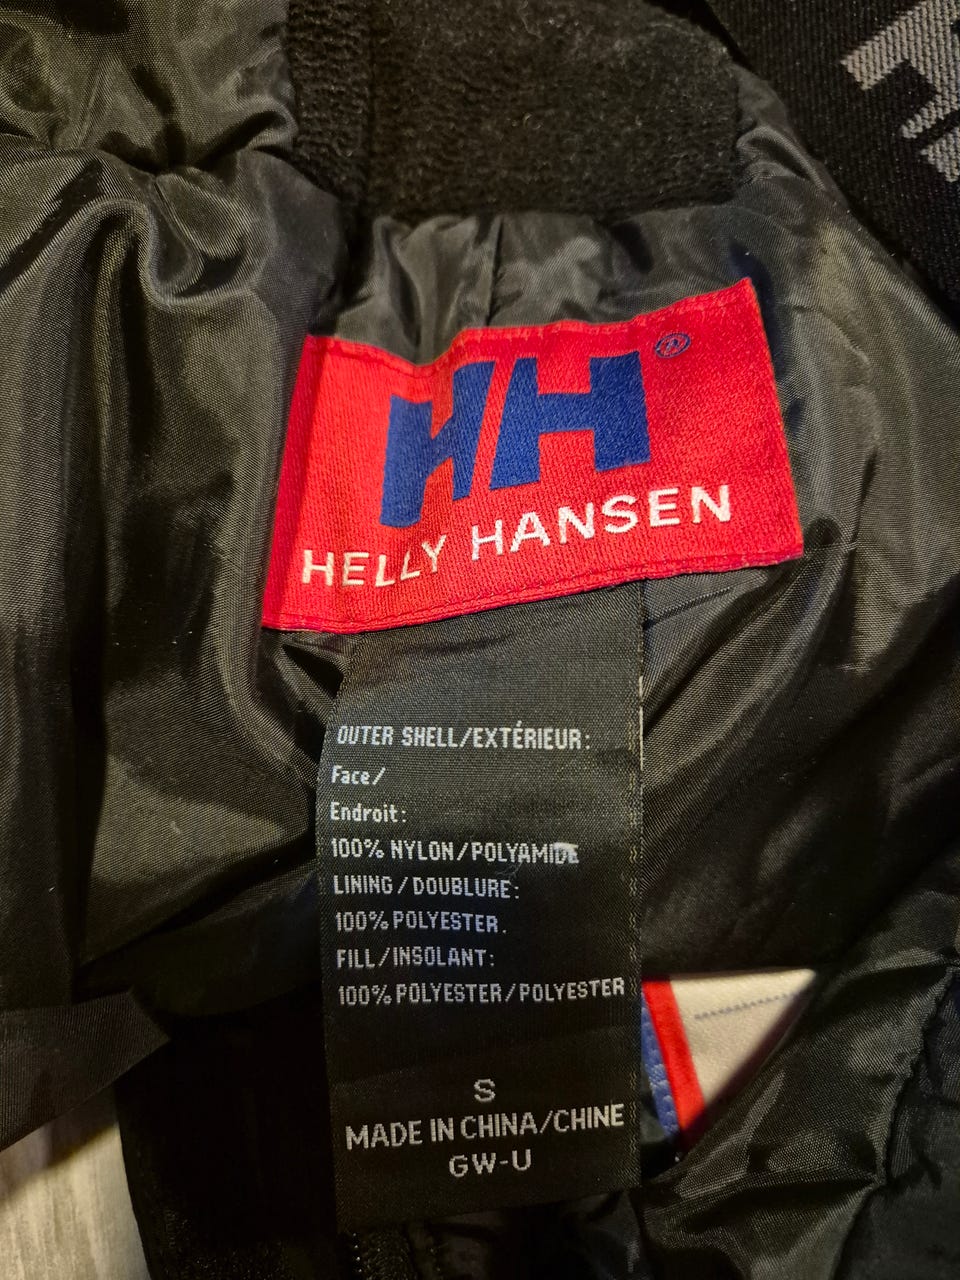 HH®
HELLY HANSEN
OUTER SHELL/EXTÉRIEUR:
Face/
Endroit:
100% NYLON/POLYAMIDE
LINING/DOUBLURE:
100% POLYESTER.
FILL/INSOLANT:
100% POLYESTER/POLYESTER
S
MADE IN CHINA/CHINE
GW-U